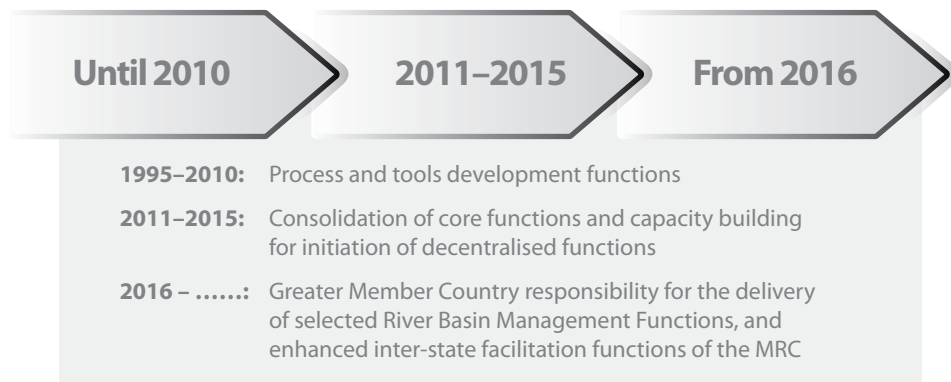 Until 2010
2011–2015
From 2016
1995–2010: Process and tools development functions
2011–2015: Consolidation of core functions and capacity building
for initiation of decentralised functions
2016 – ……: Greater Member Country responsibility for the delivery
of selected River Basin Management Functions, and
enhanced inter-state facilitation functions of the MRC